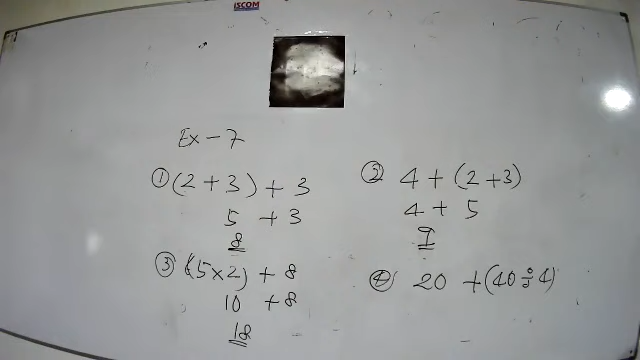 ISCOM
Ex - 7
① (2 + 3) + 3
5 + 3
8
② 4 + (2 + 3)
4 + 5
9
③ (5 × 2) + 8
10 + 8
18
④ 20 + (40 ÷ 4)